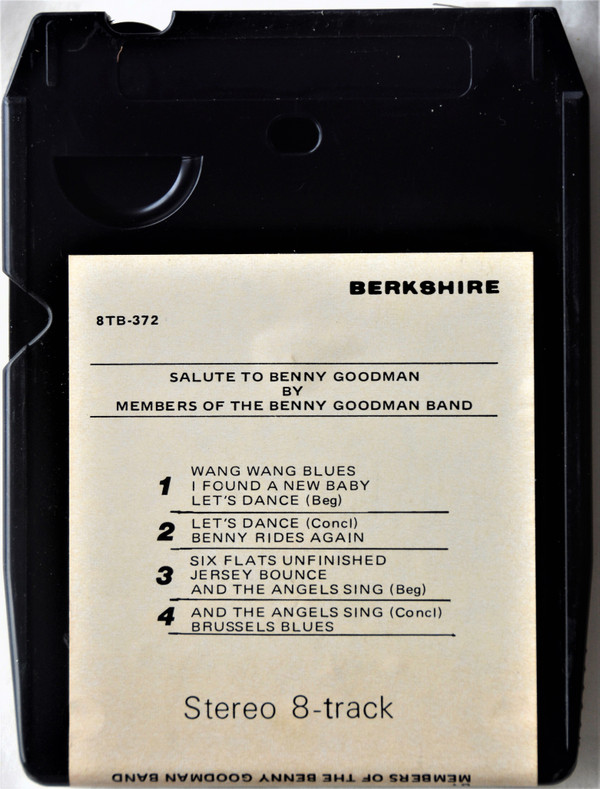 BERKSHIRE
8TB-372
SALUTE TO BENNY GOODMAN
BY
MEMBERS OF THE BENNY GOODMAN BAND
1 WANG WANG BLUES
I FOUND A NEW BABY
LET'S DANCE (Beg)
2 LET'S DANCE (Concl)
BENNY RIDES AGAIN
3 SIX FLATS UNFINISHED
JERSEY BOUNCE
AND THE ANGELS SING (Beg)
4 AND THE ANGELS SING (Concl)
BRUSSELS BLUES
Stereo 8-track
MEMBERS OF THE BENNY GOODMAN BAND